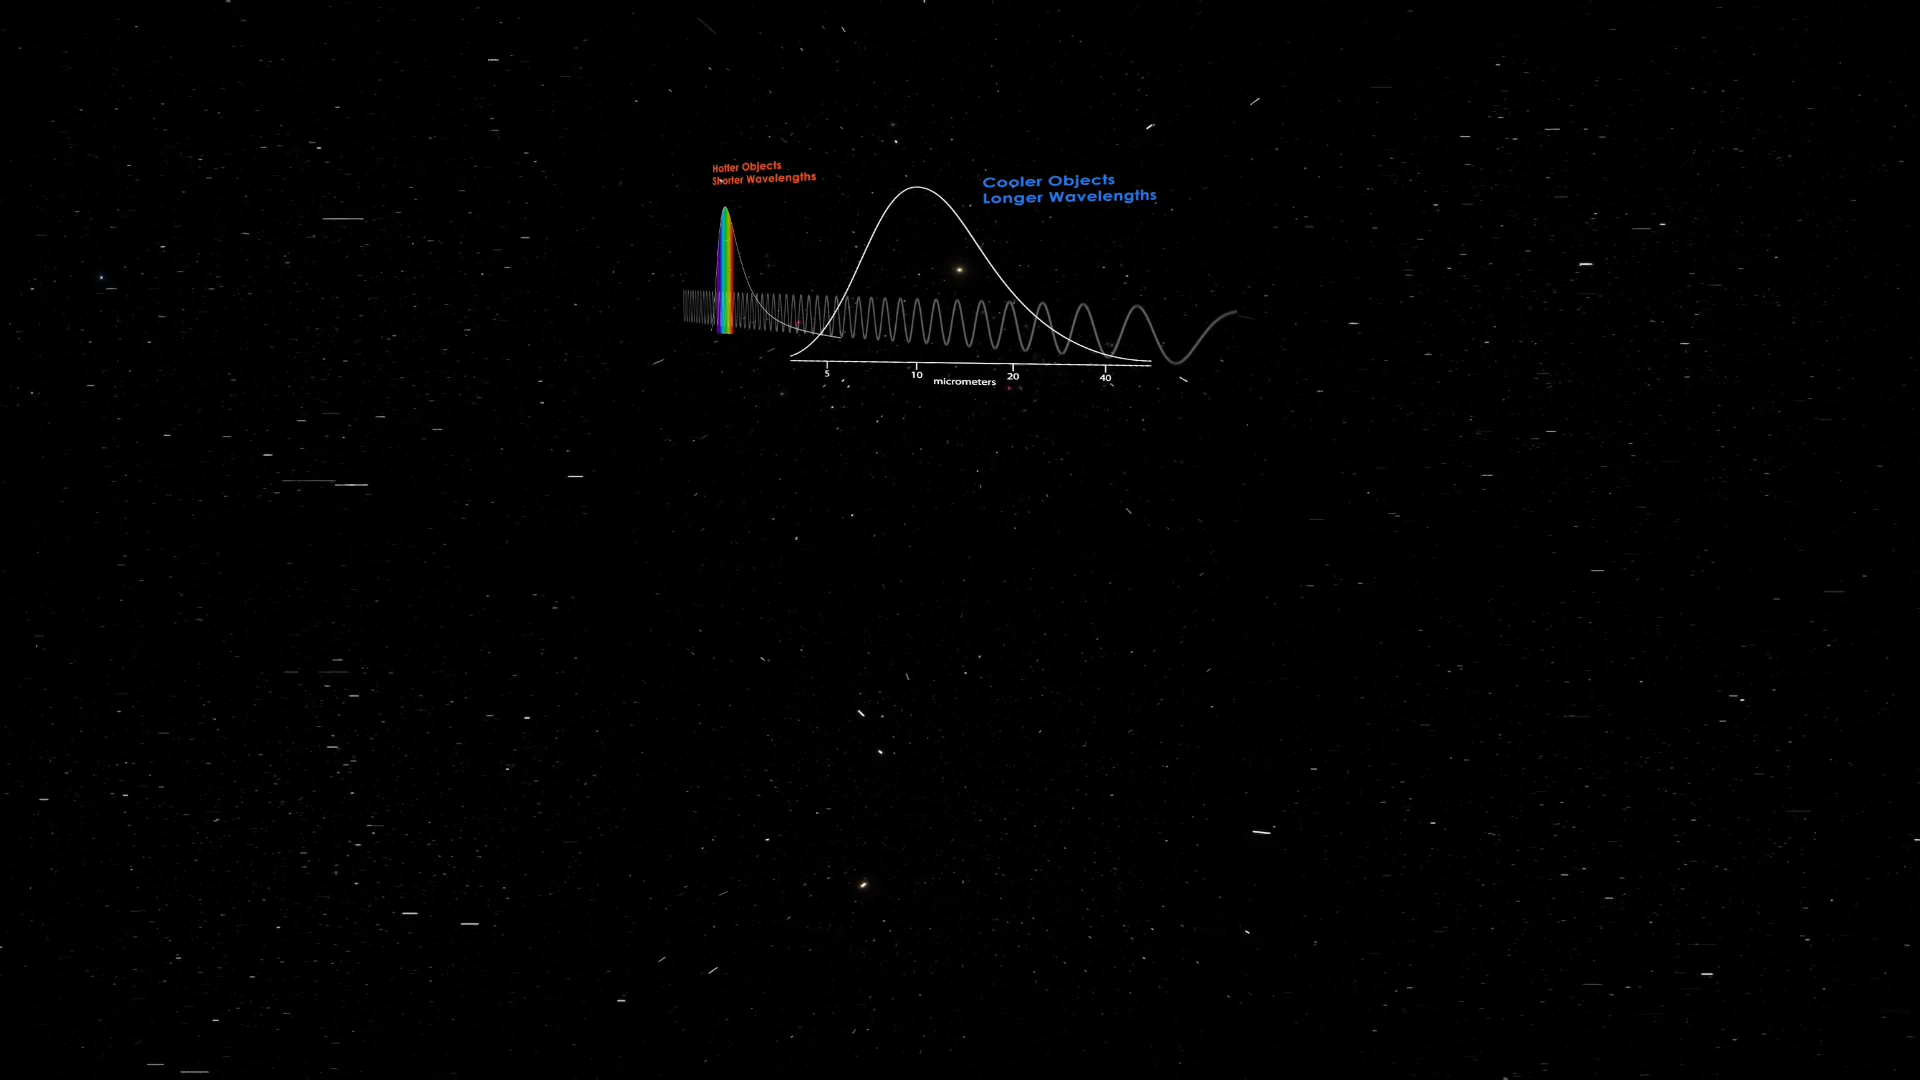 Hotter Objects
Shorter Wavelengths
Cooler Objects
Longer Wavelengths
5 10 20 40
micrometers